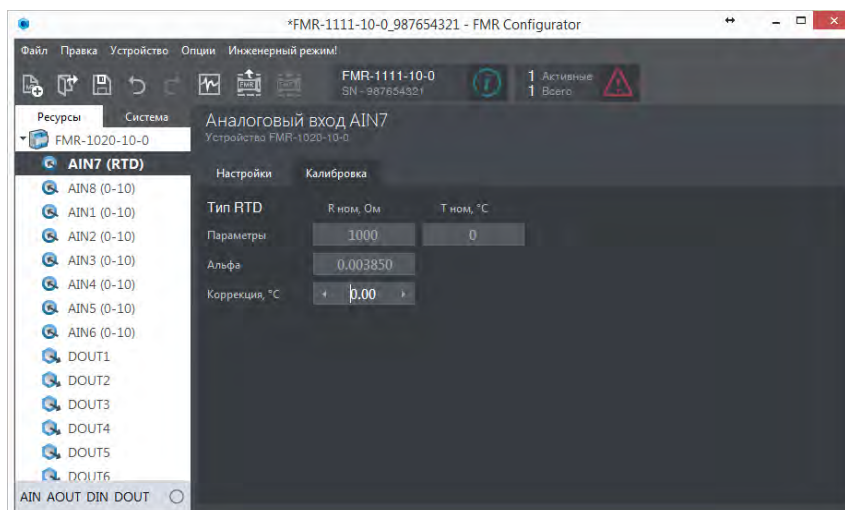 *FMR-1111-10-0_987654321 - FMR Configurator
Файл Правка Устройство Опции Инженерный режим!
FMR-1111-10-0
SN - 987654321
1 Активные
1 Всего
Ресурсы Система
FMR-1020-10-0
AIN7 (RTD)
AIN8 (0-10)
AIN1 (0-10)
AIN2 (0-10)
AIN3 (0-10)
AIN4 (0-10)
AIN5 (0-10)
AIN6 (0-10)
DOUT1
DOUT2
DOUT3
DOUT4
DOUT5
DOUT6
AIN AOUT DIN DOUT
Аналоговый вход AIN7
Устройство FMR-1020-10-0
Настройки Калибровка
Тип RTD R ном, Ом T ном, °C
Параметры 1000 0
Альфа 0.003850
Коррекция, °C 0.00